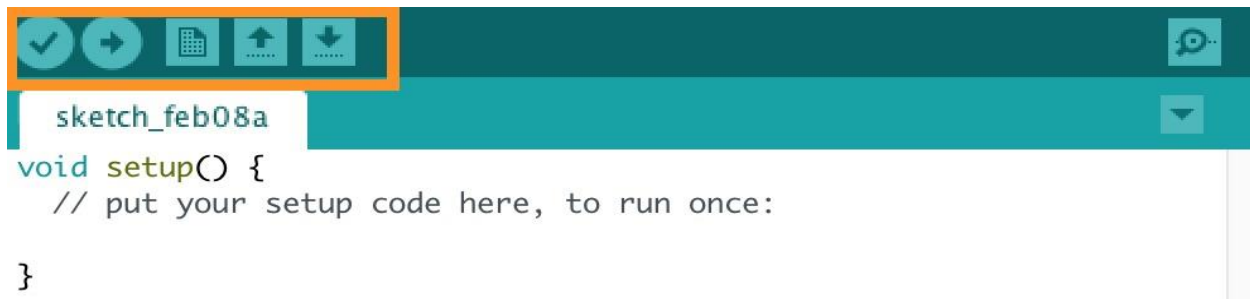 sketch_feb08a
void setup() {
  // put your setup code here, to run once:
}